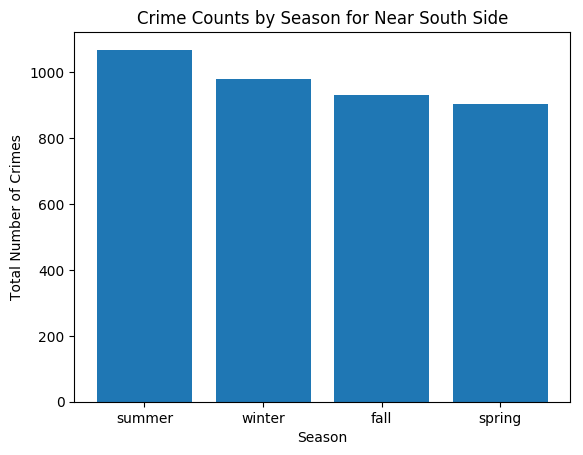 Crime Counts by Season for Near South Side
Total Number of Crimes
1000
800
600
400
200
0
summer winter fall spring
Season